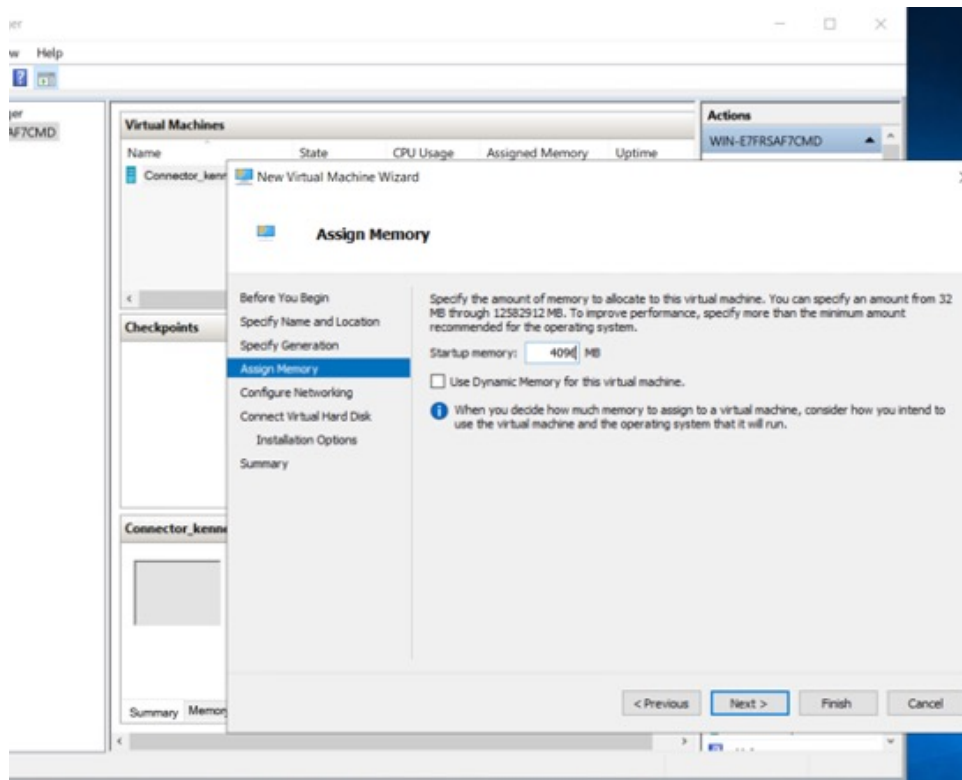 Help
AF7CMD
Virtual Machines
Name State CPU Usage Assigned Memory Uptime
Actions
WIN-E7FRSAF7CMD
New Virtual Machine Wizard
Assign Memory
Before You Begin
Specify Name and Location
Specify Generation
Assign Memory
Configure Networking
Connect Virtual Hard Disk
Installation Options
Summary
Specify the amount of memory to allocate to this virtual machine. You can specify an amount from 32
MB through 12582912 MB. To improve performance, specify more than the minimum amount
recommended for the operating system.
Startup memory: 4096 MB
Use Dynamic Memory for this virtual machine.
When you decide how much memory to assign to a virtual machine, consider how you intend to
use the virtual machine and the operating system that it will run.
Checkpoints
Connector_kenn
Connector_kenne
Summary Memory
< Previous Next > Finish Cancel